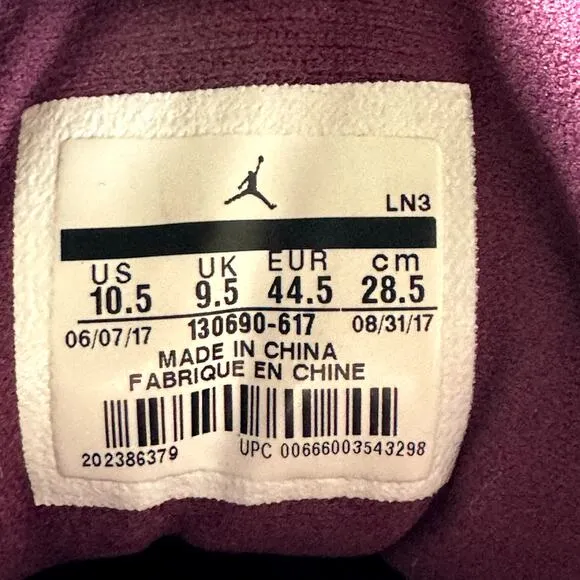 LN3
US UK EUR cm
10.5 9.5 44.5 28.5
06/07/17 130690-617 08/31/17
MADE IN CHINA
FABRIQUE EN CHINE
202386379 UPC 00666003543298